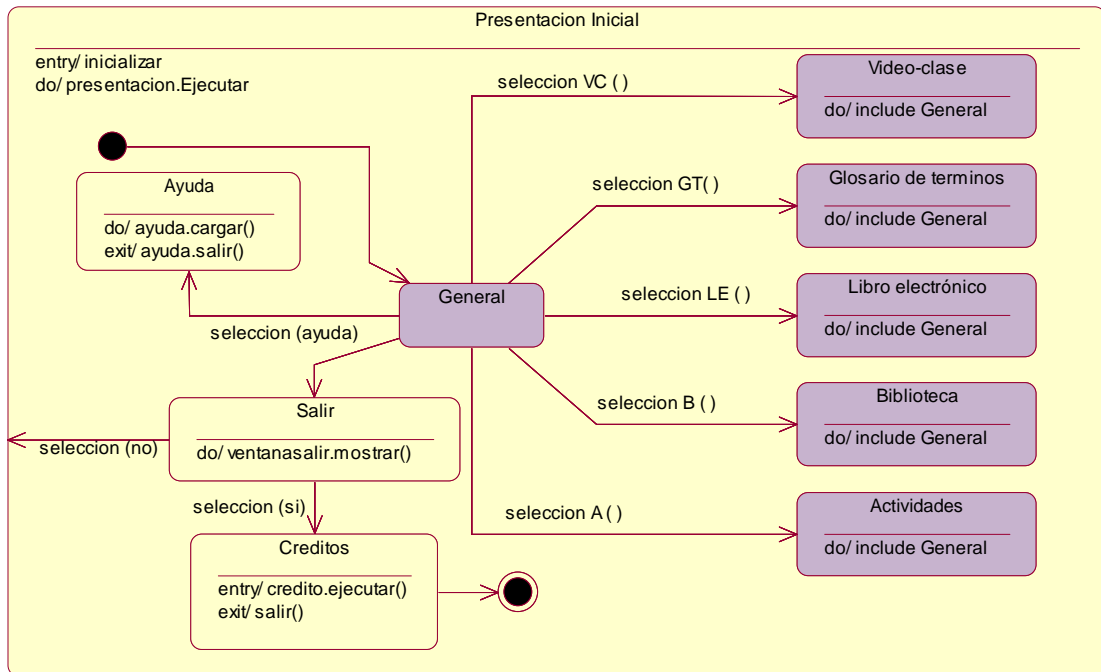 Presentacion Inicial
entry/ inicializar
do/ presentacion.Ejecutar
seleccion VC ( )
Video-clase
do/ include General
Ayuda
do/ ayuda.cargar()
exit/ ayuda.salir()
seleccion GT( )
Glosario de terminos
do/ include General
General
seleccion LE ( )
Libro electrónico
do/ include General
seleccion (ayuda)
Salir
do/ ventanasalir.mostrar()
seleccion (no)
seleccion B ( )
Biblioteca
do/ include General
seleccion (si)
seleccion A ( )
Actividades
do/ include General
Creditos
entry/ credito.ejecutar()
exit/ salir()